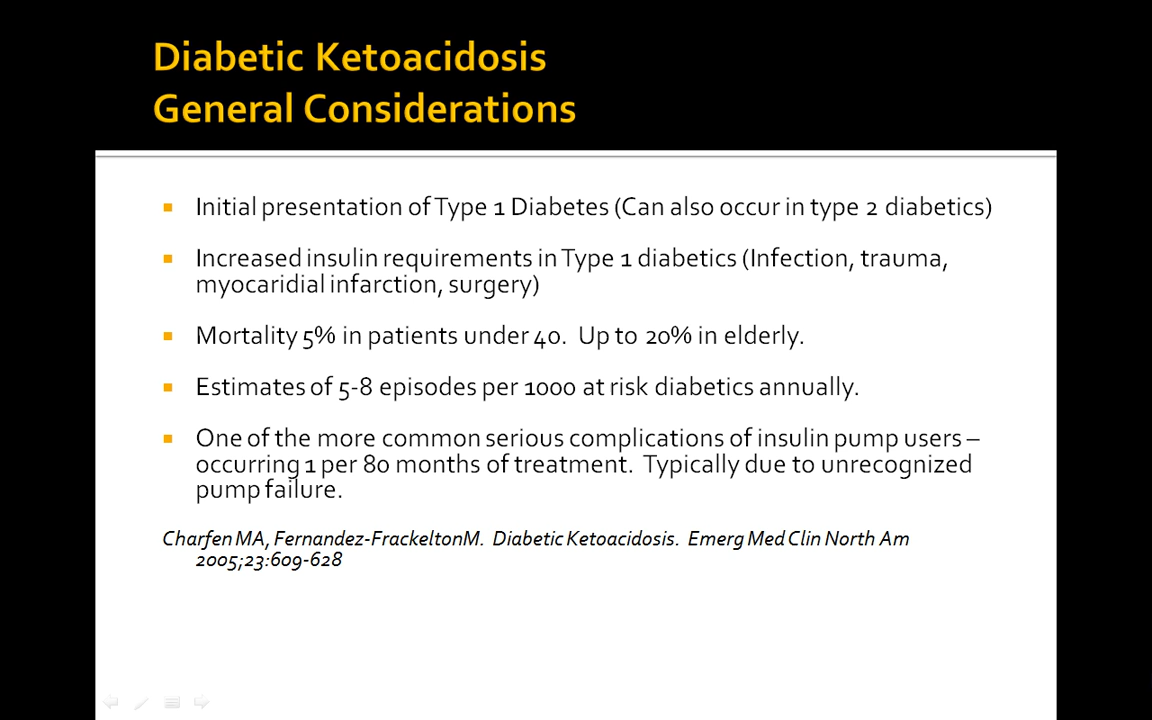 Diabetic Ketoacidosis
General Considerations
Initial presentation of Type 1 Diabetes (Can also occur in type 2 diabetics)
Increased insulin requirements in Type 1 diabetics (Infection, trauma,
myocaridial infarction, surgery)
Mortality 5% in patients under 40.  Up to 20% in elderly.
Estimates of 5-8 episodes per 1000 at risk diabetics annually.
One of the more common serious complications of insulin pump users –
occurring 1 per 80 months of treatment.  Typically due to unrecognized
pump failure.
Charfen MA, Fernandez-FrackeltonM.  Diabetic Ketoacidosis.  Emerg Med Clin North Am
2005;23:609-628